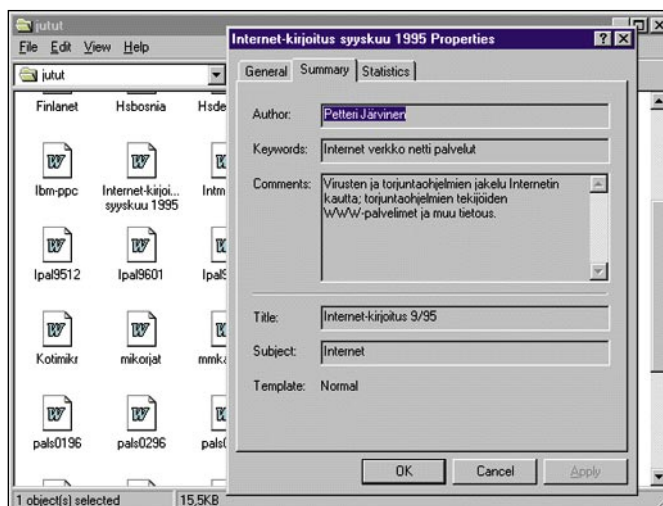 jutut
File Edit View Help
jutut
Finlanet Hsbosnia
Ibm-ppc Internet-kirjoi... syyskuu 1995
Ipal9512 Ipal9601
Kotimikr mikorjat
pals0196 pals0296
1 object(s) selected 15,5KB
Internet-kirjoitus syyskuu 1995 Properties
General Summary Statistics
Author: Petteri Järvinen
Keywords: Internet verkko netti palvelut
Comments: Virusten ja torjuntaohjelmien jakelu Internetin
kautta; torjuntaohjelmien tekijöiden
WWW-palvelimet ja muu tietous.
Title: Internet-kirjoitus 9/95
Subject: Internet
Template: Normal
OK Cancel Apply